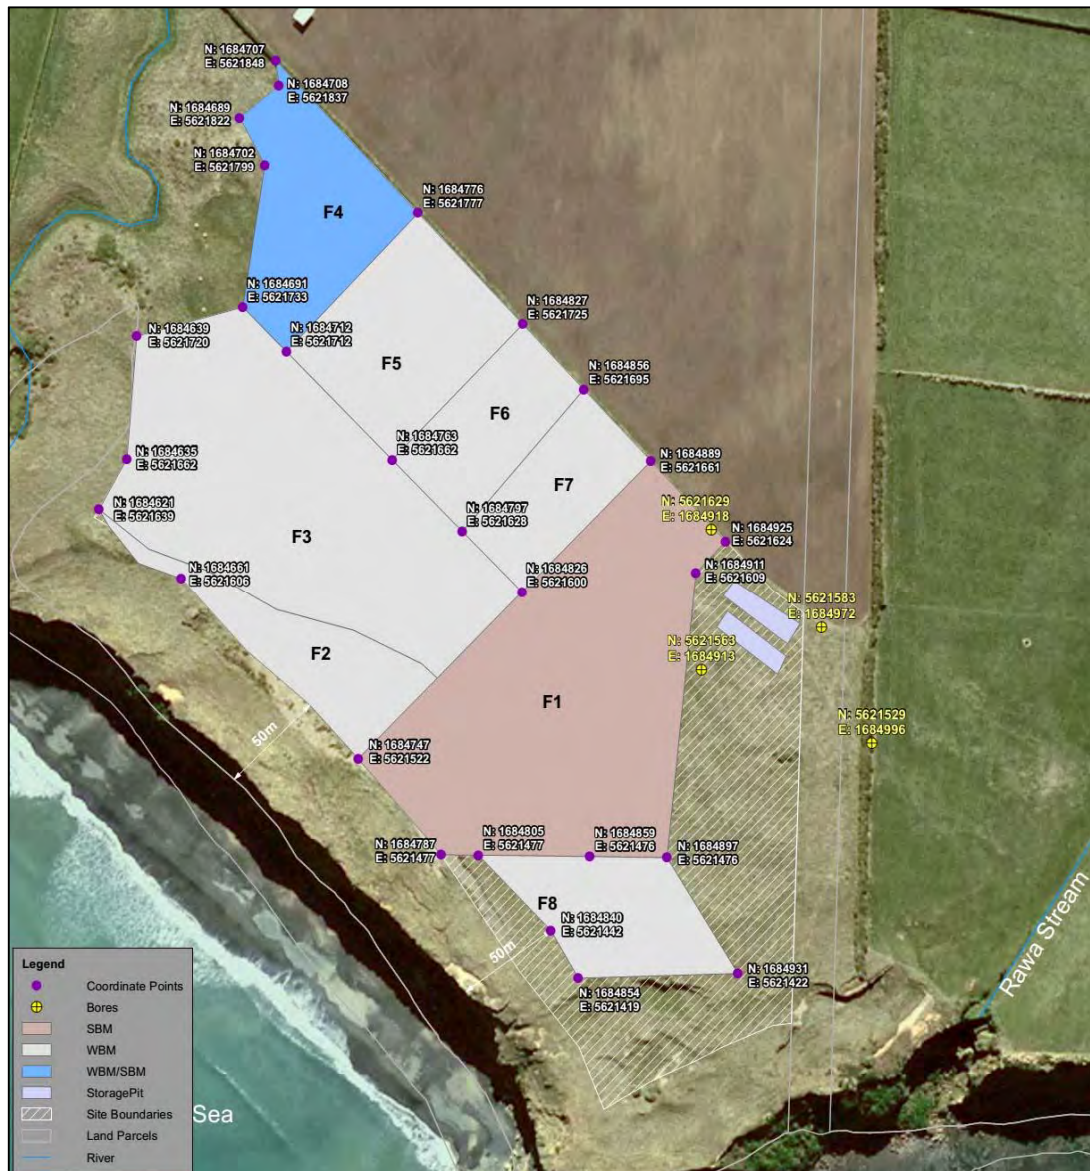 N: 1684707
E: 5621848
N: 1684708
E: 5621837
N: 1684689
E: 5621822
N: 1684702
E: 5621799
N: 1684776
E: 5621777
F4
N: 1684691
E: 5621733
N: 1684827
E: 5621725
N: 1684639
E: 5621720
N: 1684712
E: 5621712
F5
N: 1684856
E: 5621695
F6
N: 1684635
E: 5621662
N: 1684763
E: 5621662
N: 1684889
E: 5621661
F7
N: 1684621
E: 5621639
N: 1684797
E: 5621628
N: 5621629
E: 1684918
N: 1684925
E: 5621624
F3
N: 1684661
E: 5621606
N: 1684826
E: 5621600
N: 1684911
E: 5621609
N: 5621583
E: 1684972
N: 5621563
E: 1684913
F2
F1
50m
N: 5621529
E: 1684996
N: 1684747
E: 5621522
N: 1684787
E: 5621477
N: 1684805
E: 5621477
N: 1684859
E: 5621476
N: 1684897
E: 5621476
F8
N: 1684840
E: 5621442
50m
N: 1684931
E: 5621422
N: 1684854
E: 5621419
Rawa Stream
Legend
Coordinate Points
Bores
SBM
WBM
WBM/SBM
StoragePit
Site Boundaries
Land Parcels
River
Sea